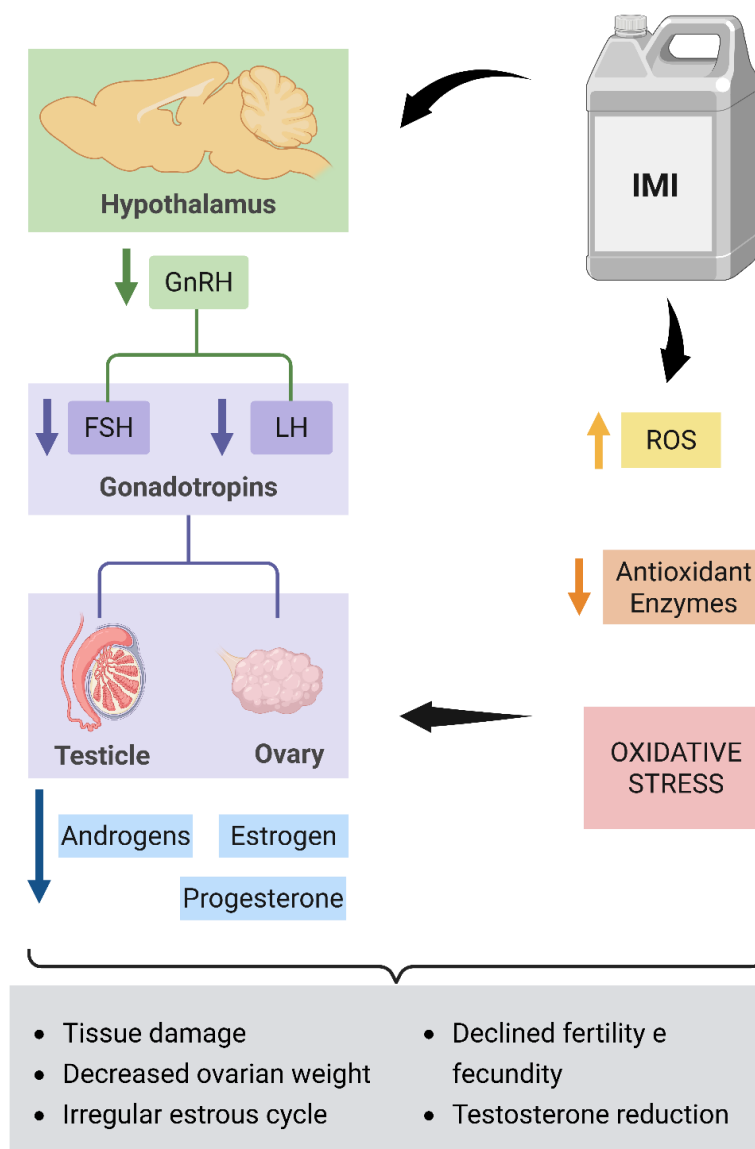 IMI
Hypothalamus
GnRH
FSH
LH
Gonadotropins
ROS
Antioxidant
Enzymes
Testicle
Ovary
OXIDATIVE
STRESS
Androgens
Estrogen
Progesterone
• Tissue damage
• Decreased ovarian weight
• Irregular estrous cycle
• Declined fertility e
fecundity
• Testosterone reduction